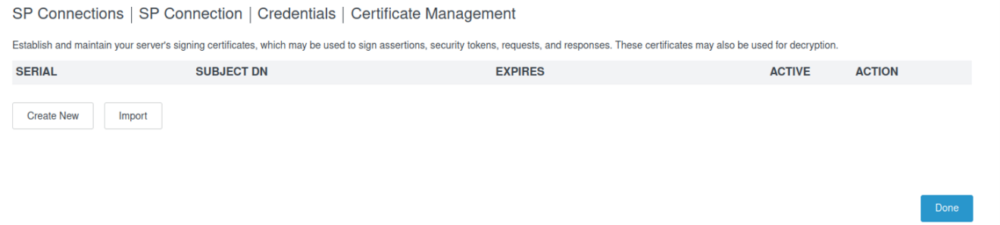 SP Connections | SP Connection | Credentials | Certificate Management
Establish and maintain your server's signing certificates, which may be used to sign assertions, security tokens, requests, and responses. These certificates may also be used for decryption.
SERIAL SUBJECT DN EXPIRES ACTIVE ACTION
Create New Import
Done